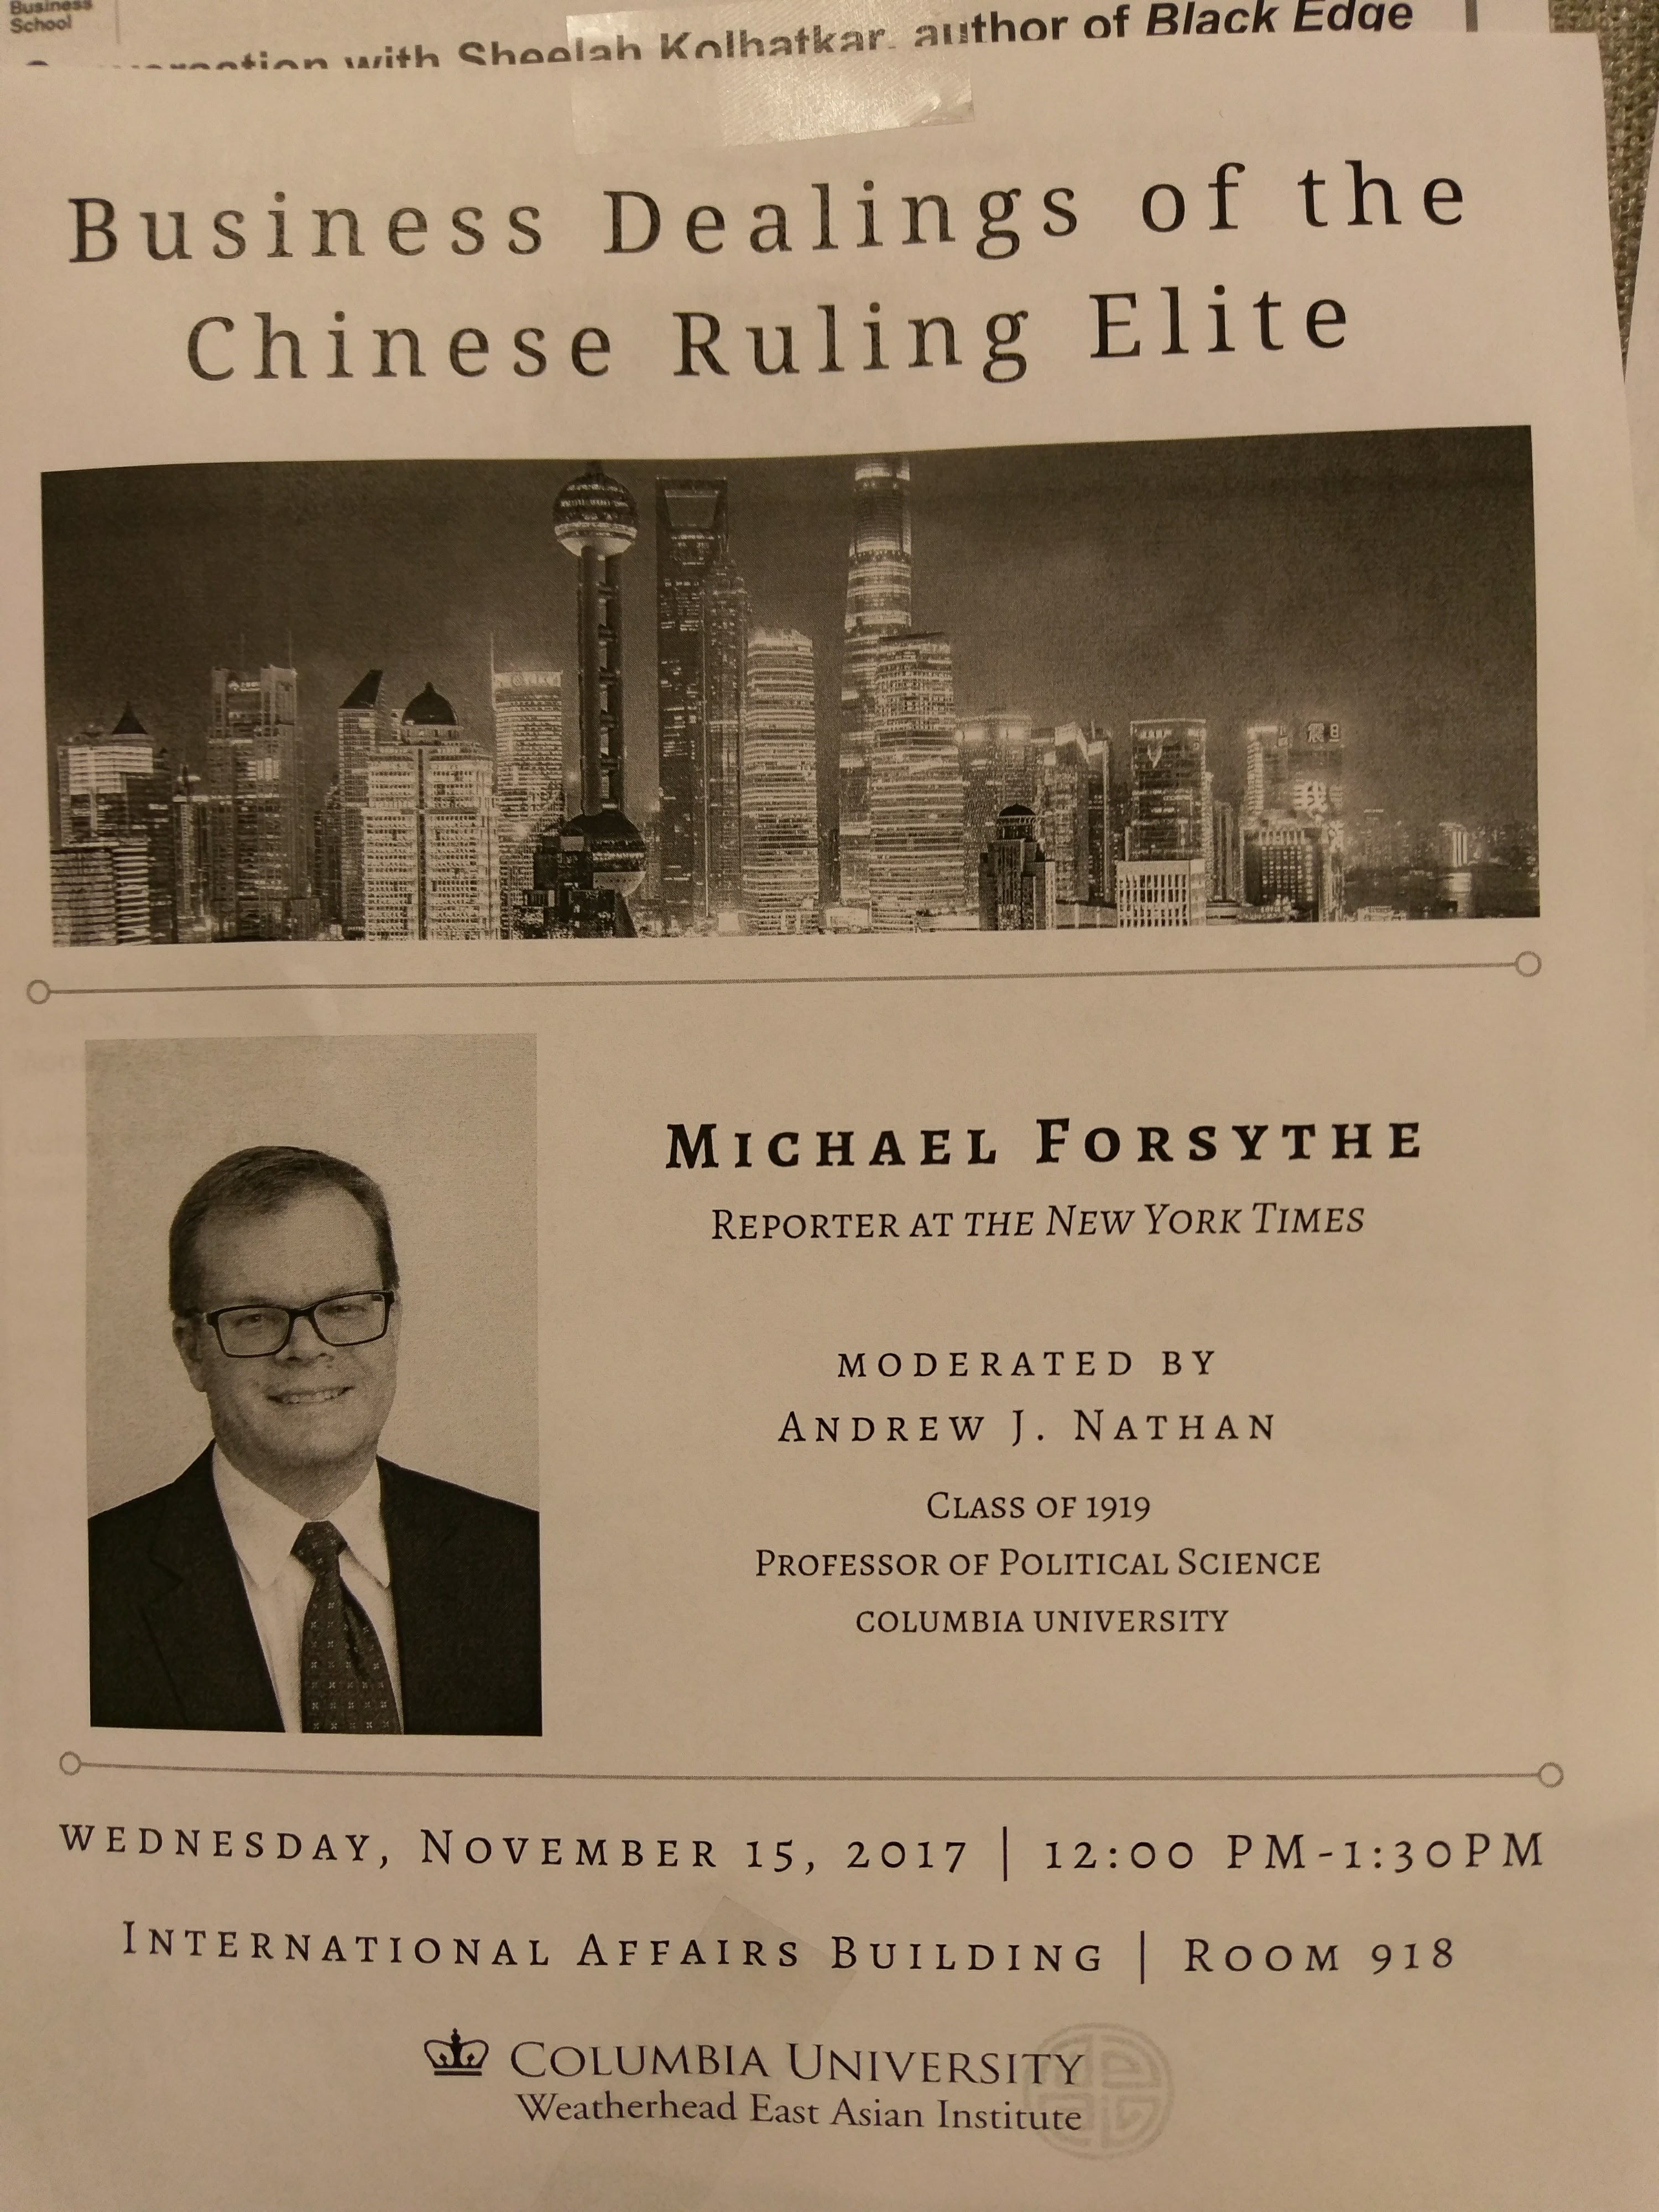 Business
School
with Sheelah Kolhatkar, author of Black Edge
Business Dealings of the
Chinese Ruling Elite
震旦
我
MICHAEL FORSYTHE
REPORTER AT THE NEW YORK TIMES
MODERATED BY
ANDREW J. NATHAN
CLASS OF 1919
PROFESSOR OF POLITICAL SCIENCE
COLUMBIA UNIVERSITY
WEDNESDAY, NOVEMBER 15, 2017 | 12:00 PM-1:30PM
INTERNATIONAL AFFAIRS BUILDING | ROOM 918
COLUMBIA UNIVERSITY
Weatherhead East Asian Institute